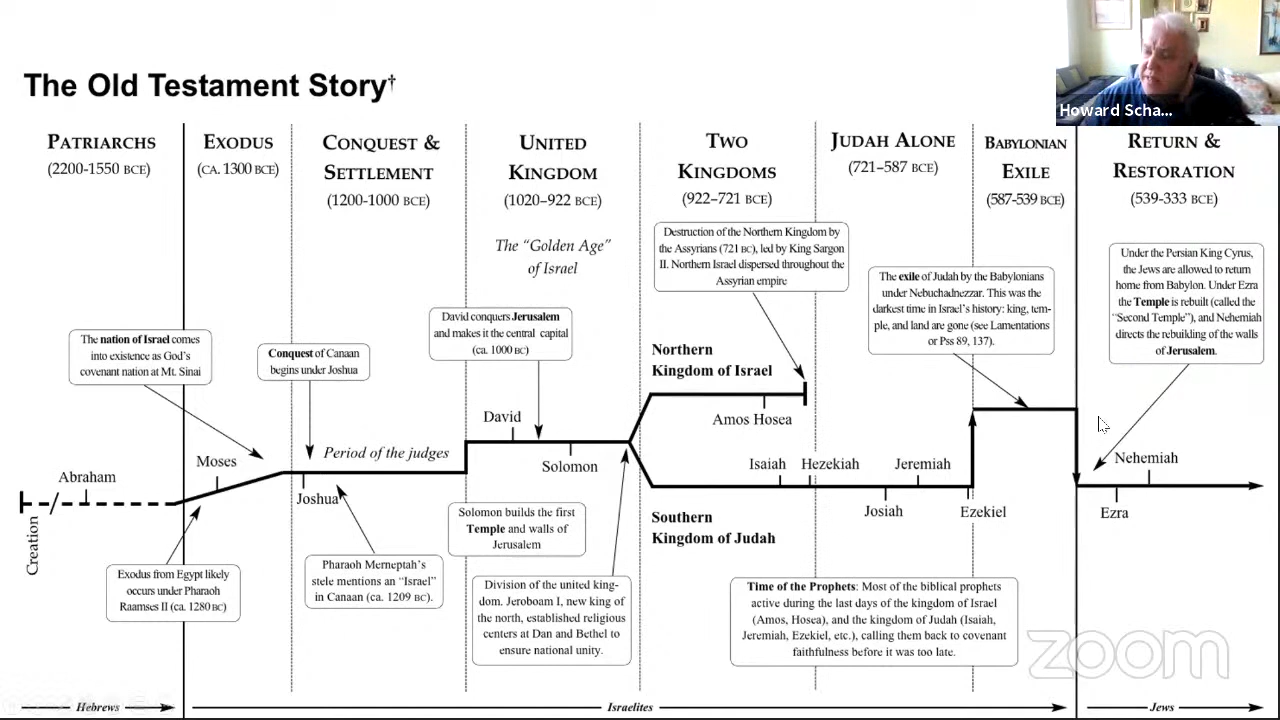 Howard Scha...
The Old Testament Story†
PATRIARCHS
(2200-1550 BCE)
EXODUS
(CA. 1300 BCE)
CONQUEST &
SETTLEMENT
(1200-1000 BCE)
UNITED
KINGDOM
(1020–922 BCE)
The “Golden Age”
of Israel
TWO
KINGDOMS
(922–721 BCE)
JUDAH ALONE
(721–587 BCE)
BABYLONIAN
EXILE
(587-539 BCE)
RETURN &
RESTORATION
(539-333 BCE)
Destruction of the Northern Kingdom by
the Assyrians (721 BC), led by King Sargon
II. Northern Israel dispersed throughout the
Assyrian empire
The exile of Judah by the Babylonians
under Nebuchadnezzar. This was the
darkest time in Israel's history: king, tem-
ple, and land are gone (see Lamentations
or Pss 89, 137).
Under the Persian King Cyrus,
the Jews are allowed to return
home from Babylon. Under Ezra
the Temple is rebuilt (called the
“Second Temple”), and Nehemiah
directs the rebuilding of the walls
of Jerusalem.
The nation of Israel comes
into existence as God's
covenant nation at Mt. Sinai
Conquest of Canaan
begins under Joshua
David conquers Jerusalem
and makes it the central capital
(ca. 1000 BC)
Northern
Kingdom of Israel
Amos Hosea
David
Solomon
Period of the judges
Moses
Abraham
Joshua
Creation
Isaiah
Hezekiah
Jeremiah
Nehemiah
Josiah
Ezekiel
Ezra
Southern
Kingdom of Judah
Solomon builds the first
Temple and walls of
Jerusalem
Exodus from Egypt likely
occurs under Pharaoh
Raamses II (ca. 1280 BC)
Pharaoh Merneptah's
stele mentions an “Israel”
in Canaan (ca. 1209 BC).
Division of the united king-
dom. Jeroboam I, new king of
the north, established religious
centers at Dan and Bethel to
ensure national unity.
Time of the Prophets: Most of the biblical prophets
active during the last days of the kingdom of Israel
(Amos, Hosea), and the kingdom of Judah (Isaiah,
Jeremiah, Ezekiel, etc.), calling them back to covenant
faithfulness before it was too late.
zoom
Hebrews
Israelites
Jews